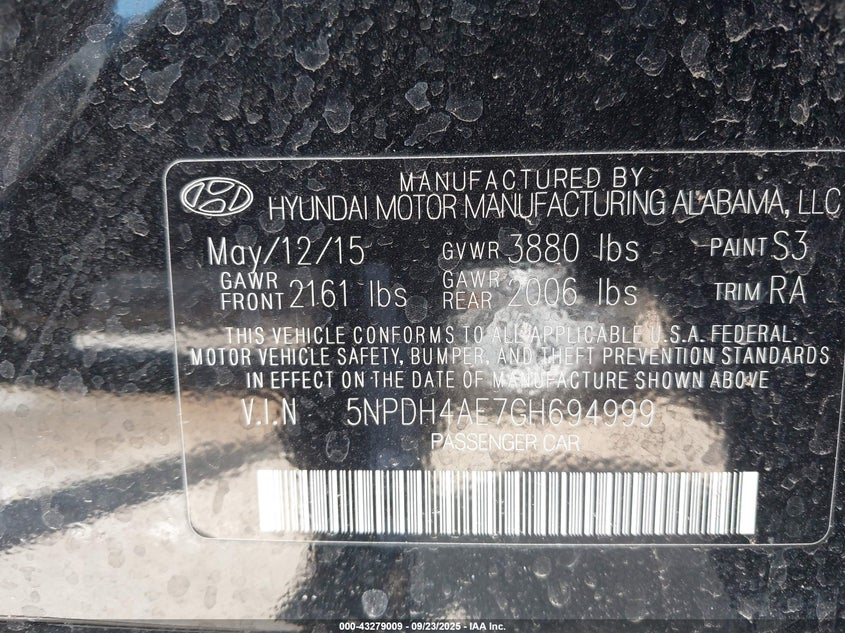 MANUFACTURED BY
HYUNDAI MOTOR MANUFACTURING ALABAMA, LLC
May/12/15 GVWR 3880 lbs PAINT S3
GAWR FRONT 2161 lbs GAWR REAR 2006 lbs TRIM RA
THIS VEHICLE CONFORMS TO ALL APPLICABLE U.S.A. FEDERAL
MOTOR VEHICLE SAFETY, BUMPER, AND THEFT PREVENTION STANDARDS
IN EFFECT ON THE DATE OF MANUFACTURE SHOWN ABOVE
V.I.N 5NPDH4AE7GH694999
PASSENGER CAR
000-43279009 - 09/23/2025 - IAA Inc.